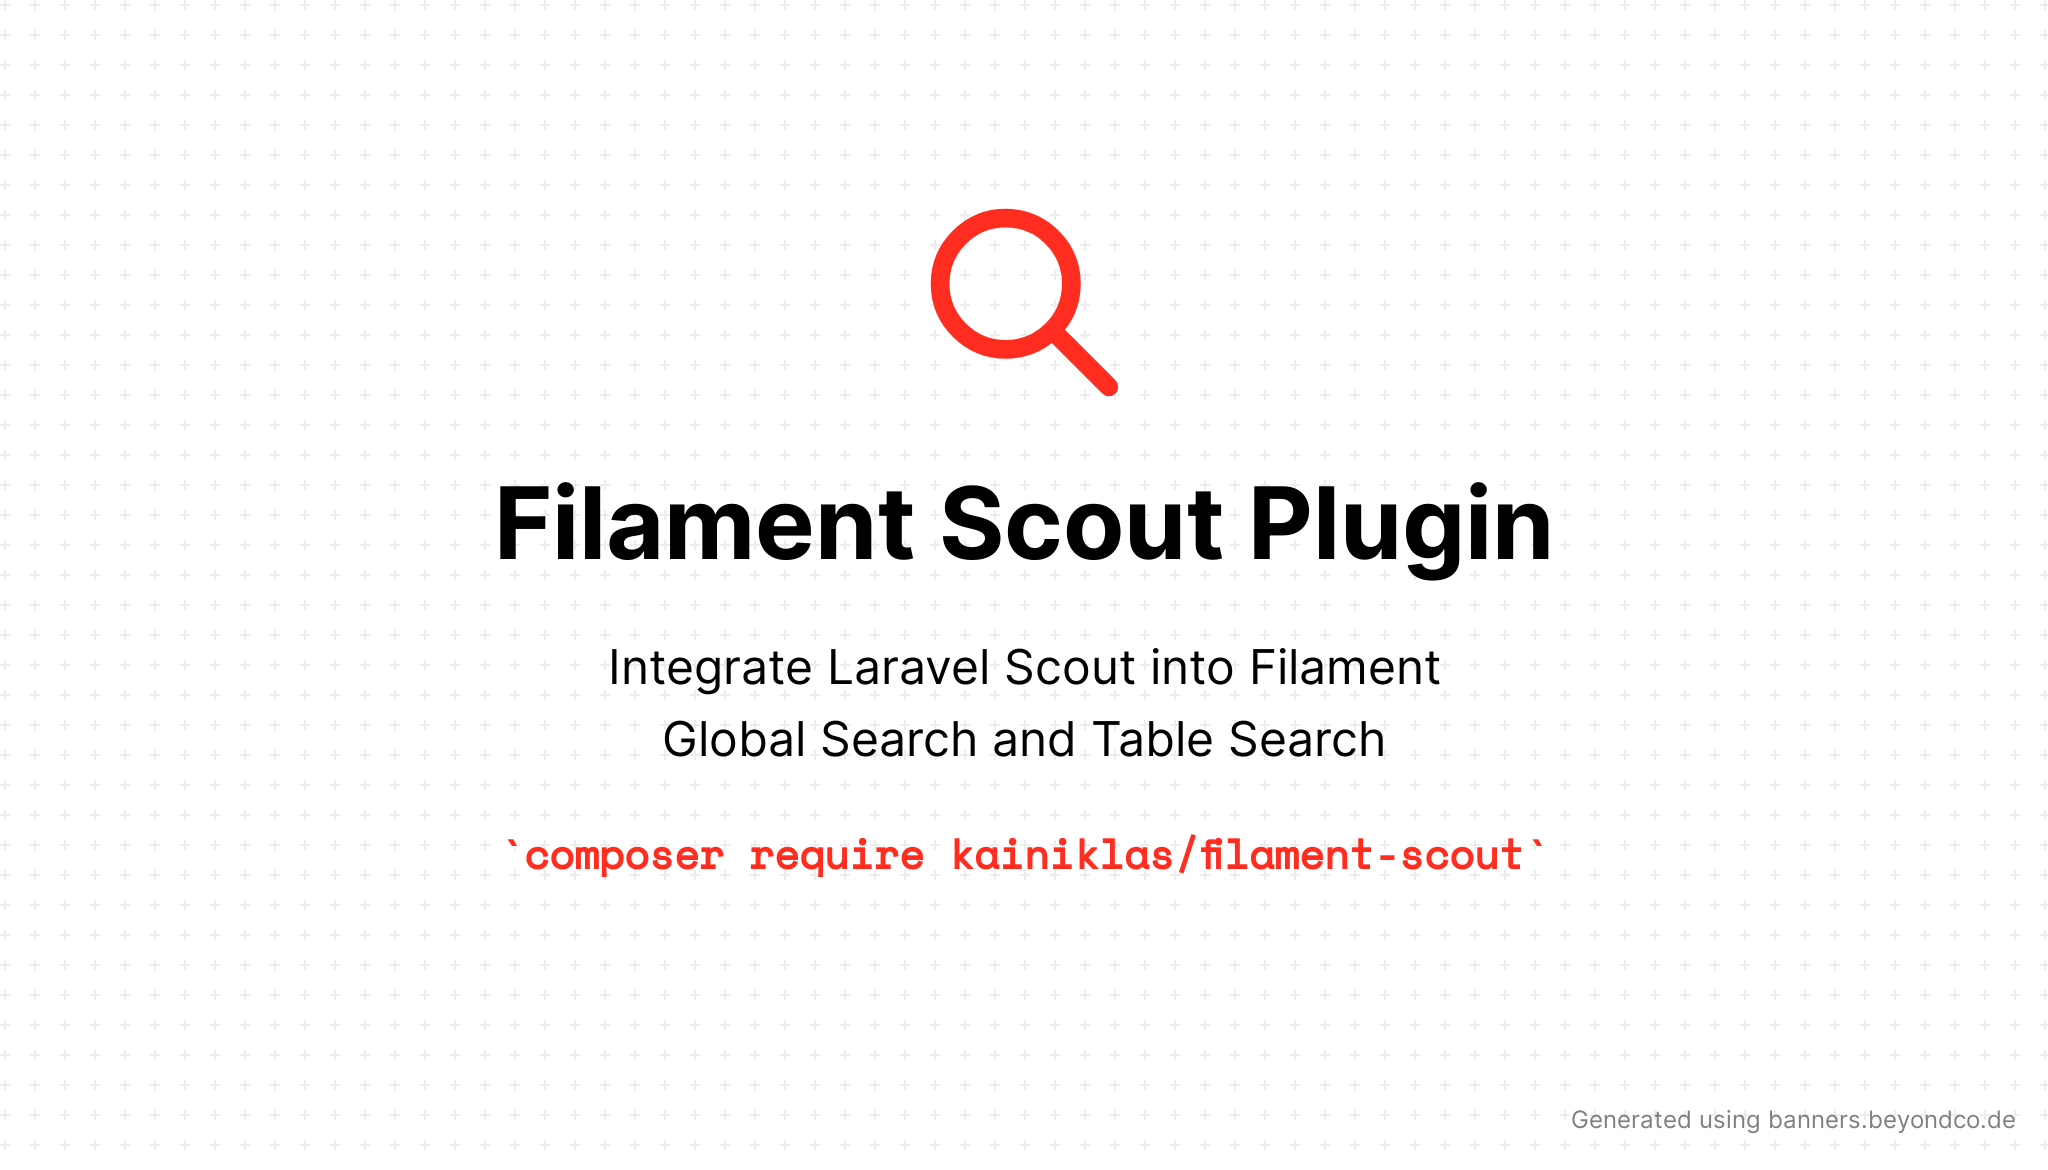 Filament Scout Plugin
Integrate Laravel Scout into Filament
Global Search and Table Search
`composer require kainiklas/filament-scout`
Generated using banners.beyondco.de